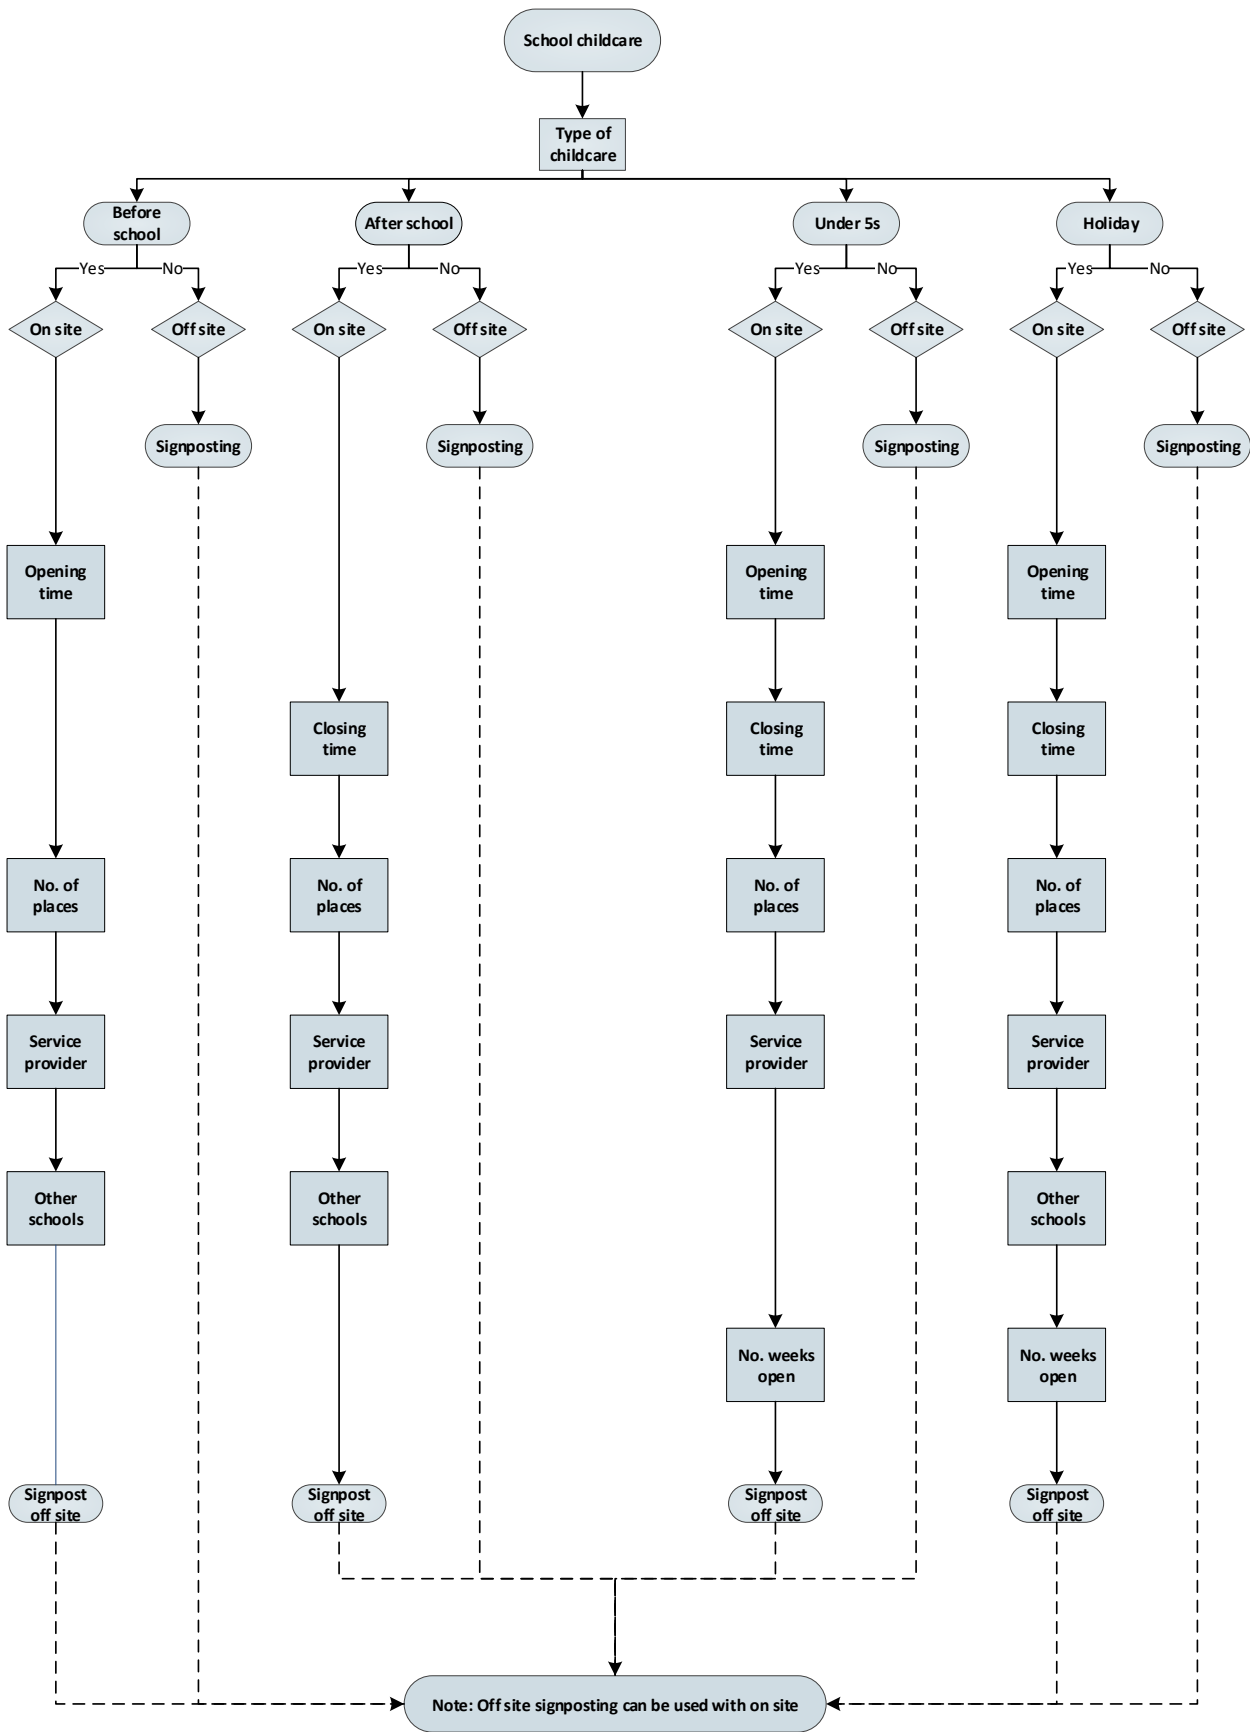 School childcare
Type of
childcare
Before
school
After school
Under 5s
Holiday
Yes
No
Yes
No
Yes
No
Yes
No
On site
Off site
On site
Off site
On site
Off site
On site
Off site
Signposting
Signposting
Signposting
Signposting
Opening
time
Opening
time
Opening
time
Closing
time
Closing
time
Closing
time
No. of
places
No. of
places
No. of
places
No. of
places
Service
provider
Service
provider
Service
provider
Service
provider
Other
schools
Other
schools
Other
schools
No. weeks
open
No. weeks
open
Signpost
off site
Signpost
off site
Signpost
off site
Signpost
off site
Note: Off site signposting can be used with on site